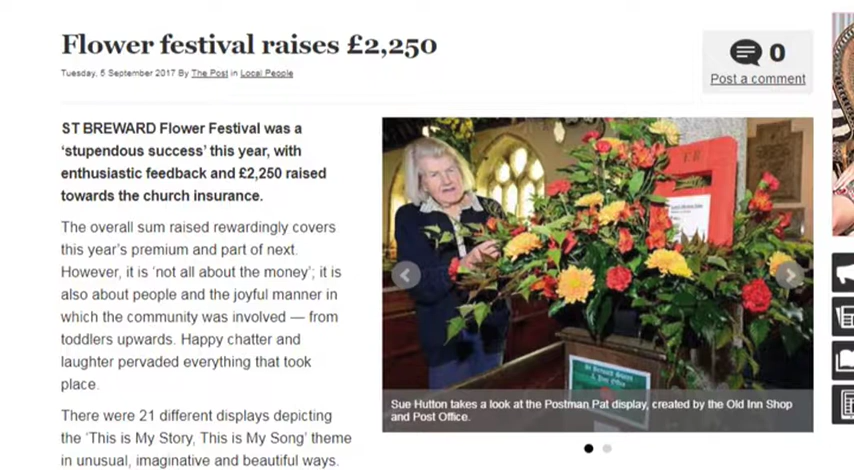 Flower festival raises £2,250
Tuesday, 5 September 2017 By The Post in Local People
0
Post a comment
ST BREWARD Flower Festival was a
‘stupendous success’ this year, with
enthusiastic feedback and £2,250 raised
towards the church insurance.
The overall sum raised rewardingly covers
this year’s premium and part of next.
However, it is ‘not all about the money’; it is
also about people and the joyful manner in
which the community was involved — from
toddlers upwards. Happy chatter and
laughter pervaded everything that took
place.
There were 21 different displays depicting
the ‘This is My Story, This is My Song’ theme
in unusual, imaginative and beautiful ways.
E R
St Breward Stores
& Post Office
Sue Hutton takes a look at the Postman Pat display, created by the Old Inn Shop
and Post Office.